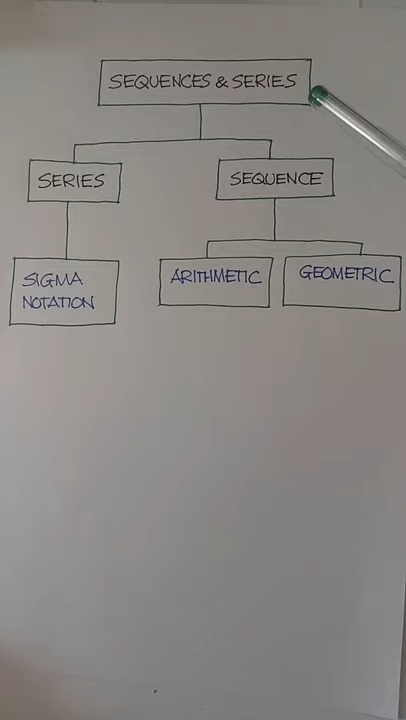 SEQUENCES & SERIES
SERIES
SEQUENCE
SIGMA
NOTATION
ARITHMETIC
GEOMETRIC